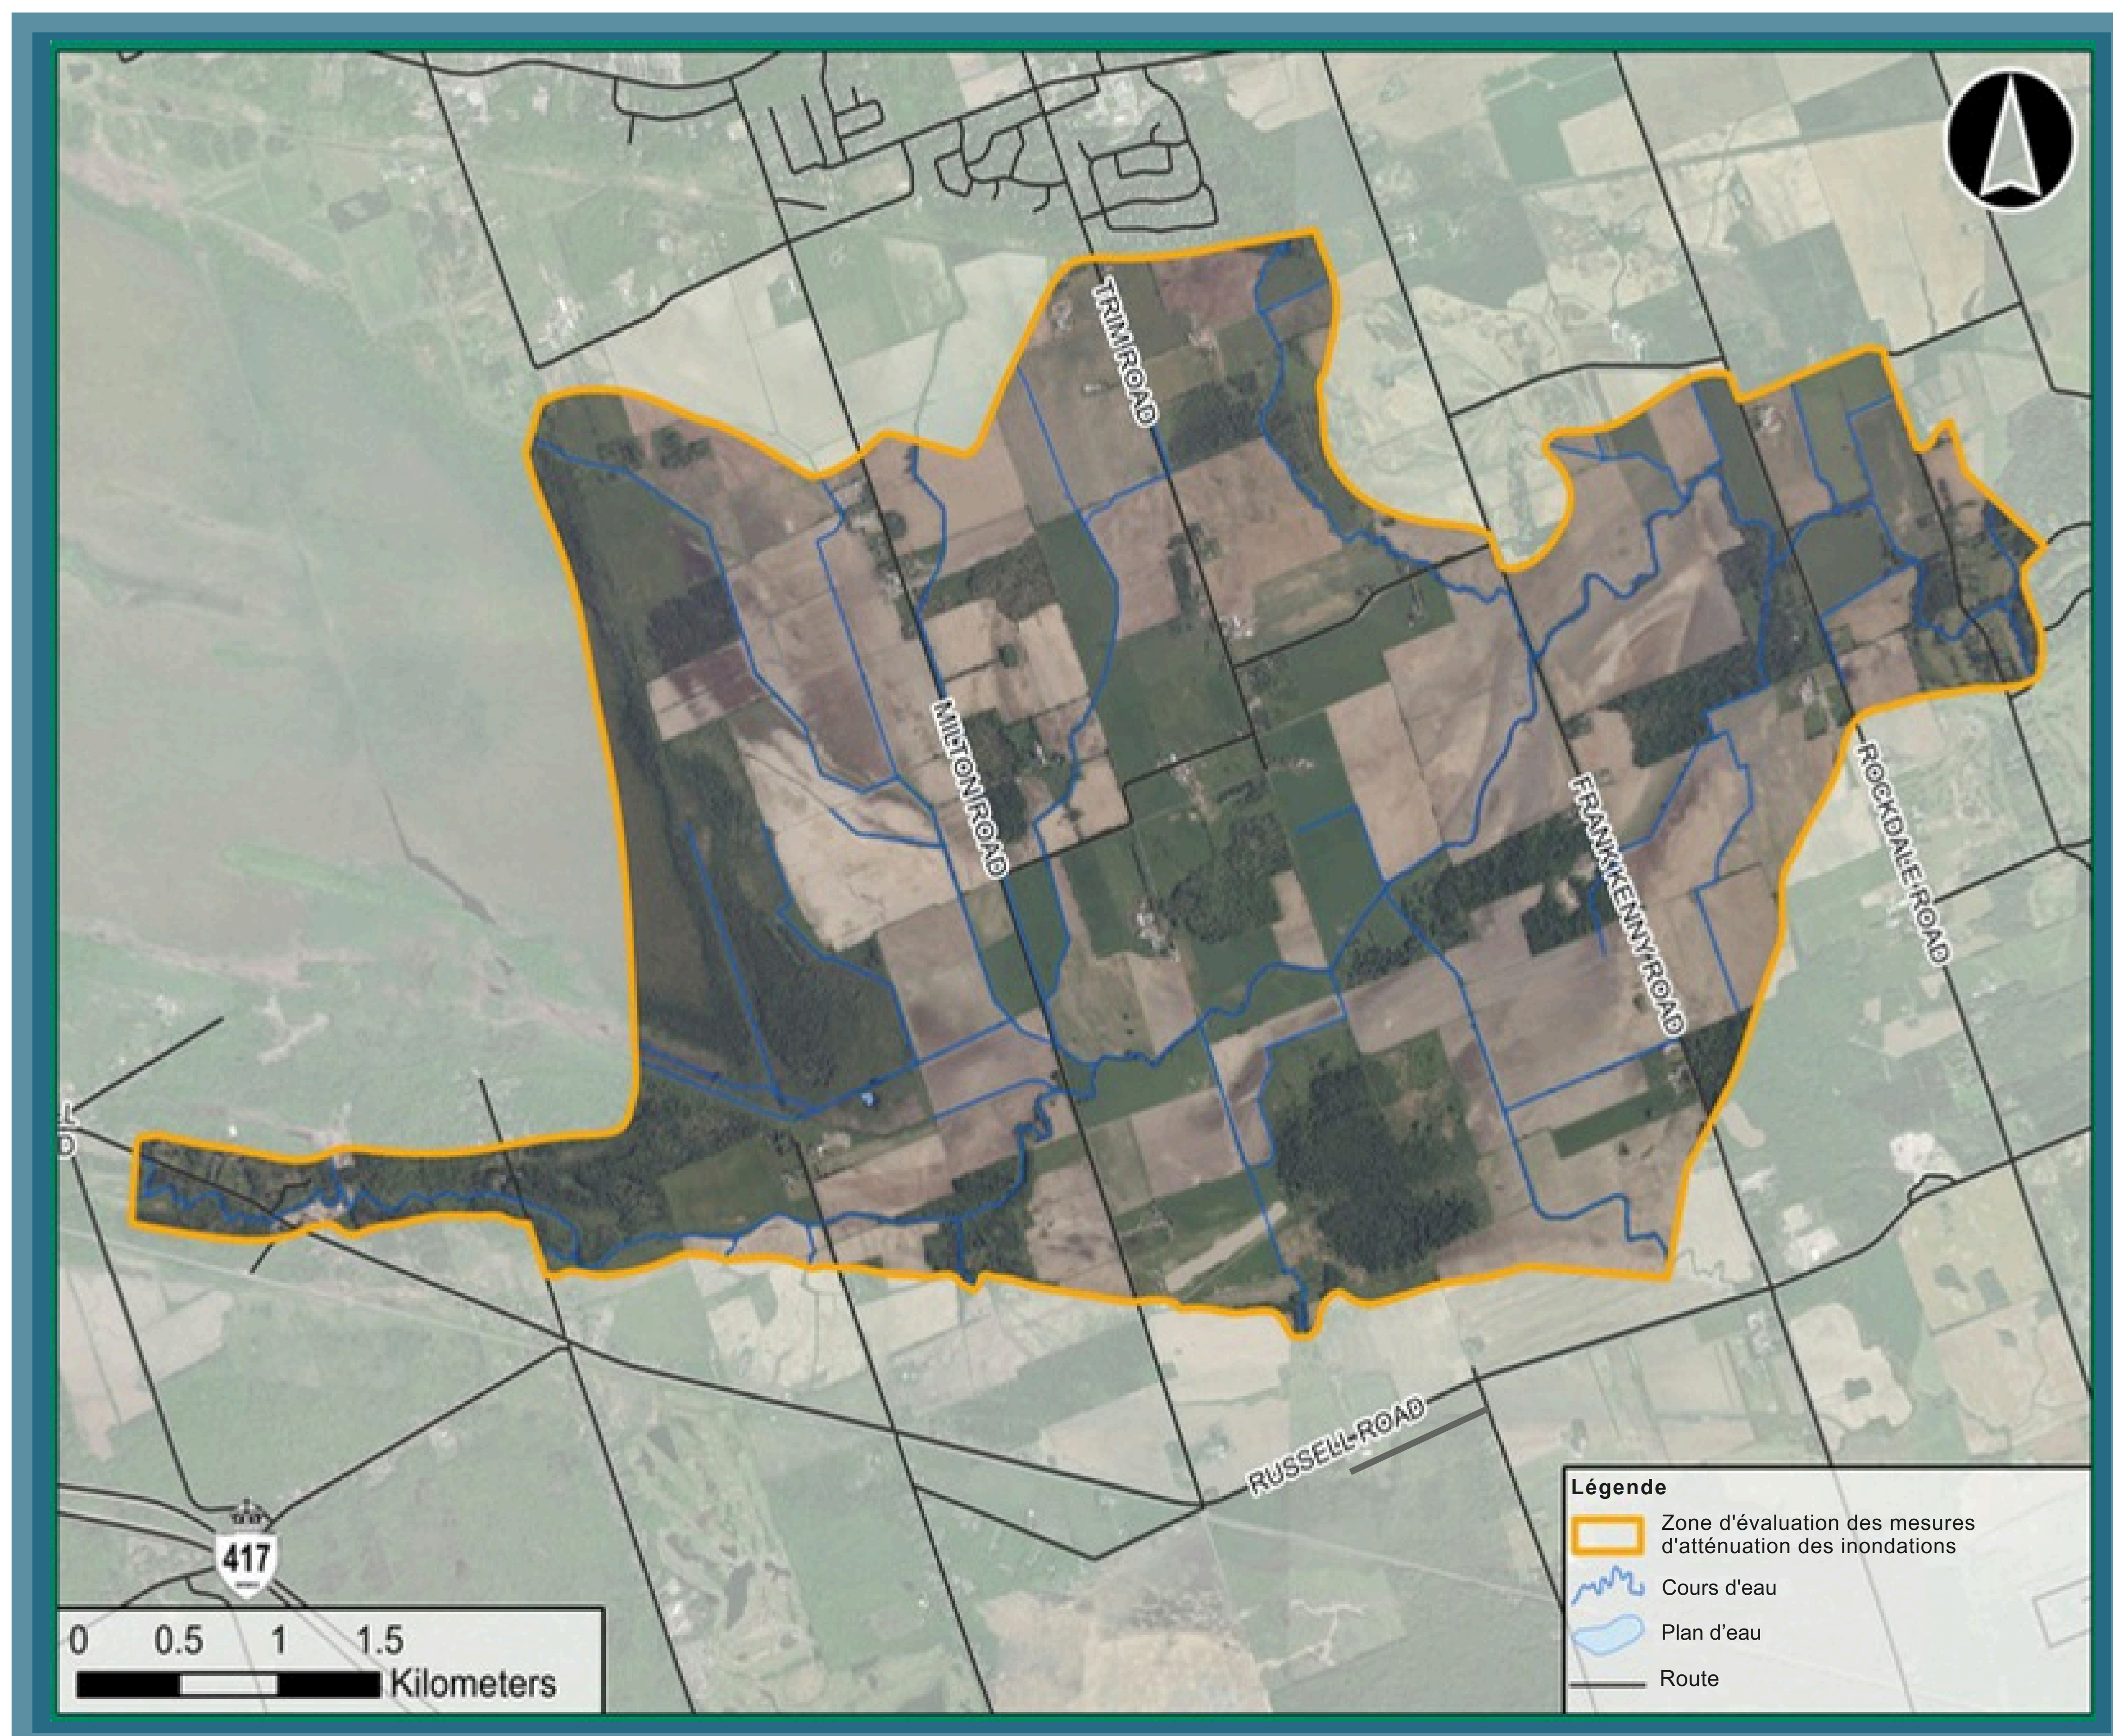 TRIM ROAD
MILTON ROAD
FRANK KENNY ROAD
ROCKDALE ROAD
L
D
RUSSELL ROAD
417
0 0.5 1 1.5
Kilometers
Légende
Zone d'évaluation des mesures
d'atténuation des inondations
Cours d'eau
Plan d’eau
Route